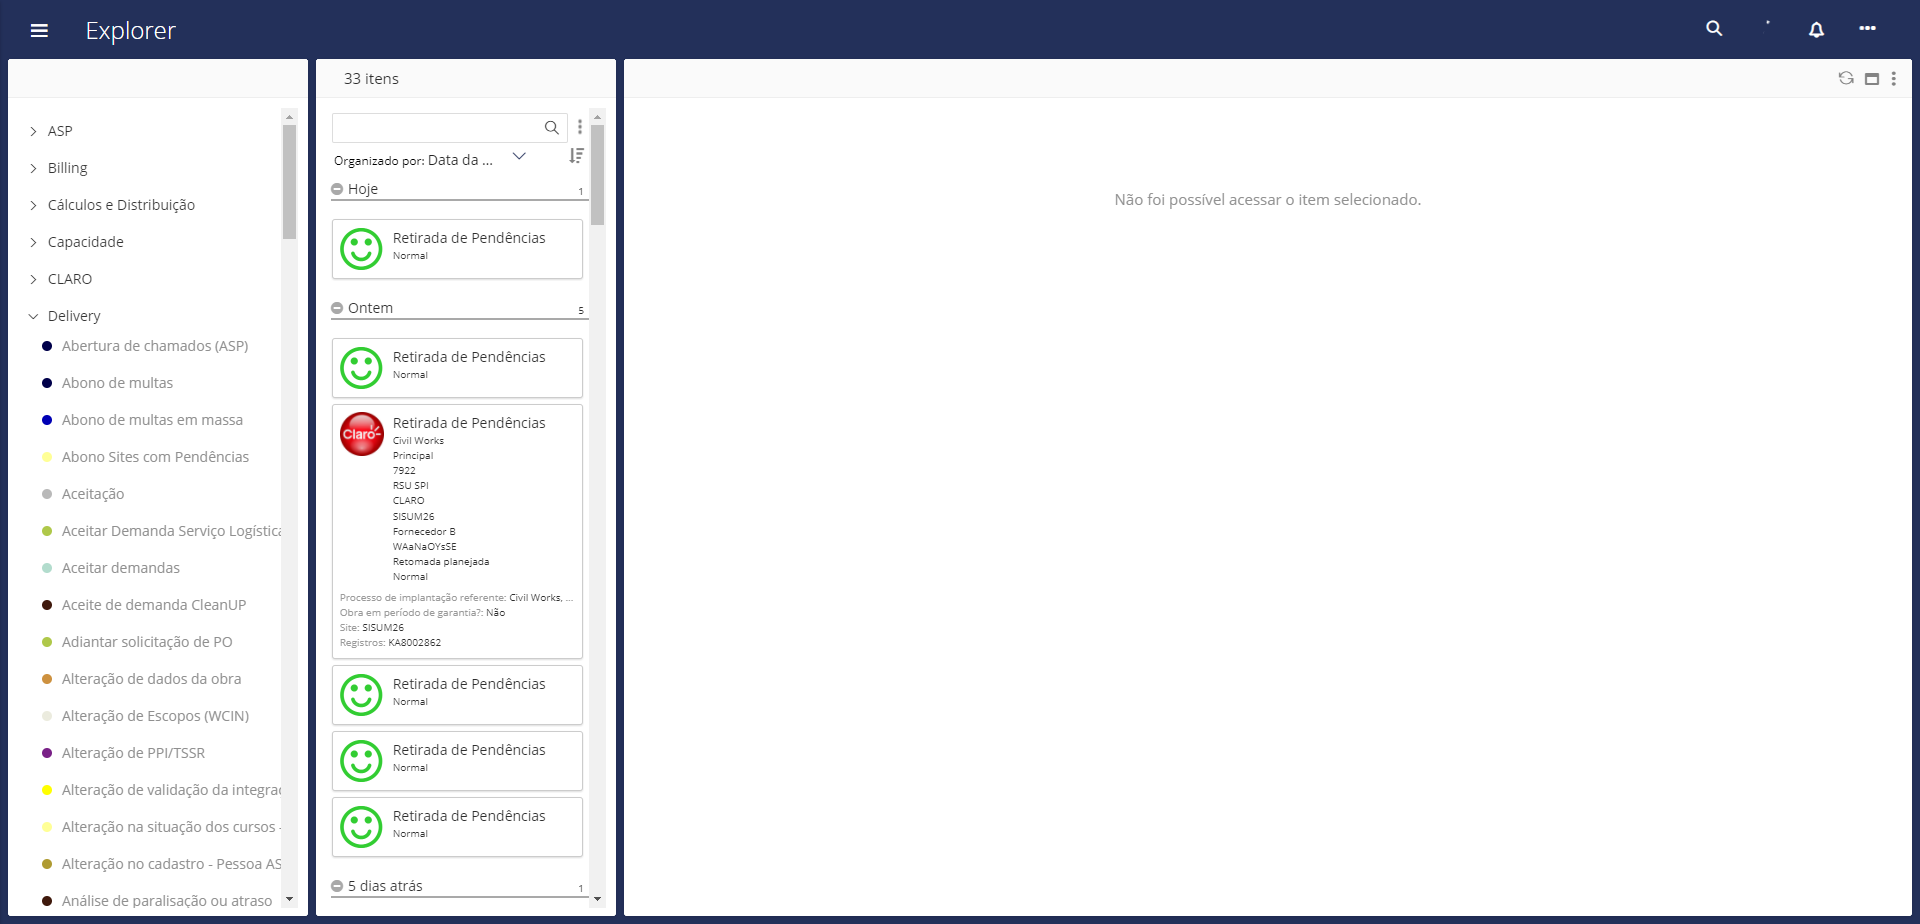 Explorer
ASP
Billing
Cálculos e Distribuição
Capacidade
CLARO
Delivery
Abertura de chamados (ASP)
Abono de multas
Abono de multas em massa
Abono Sites com Pendências
Aceitação
Aceitar Demanda Serviço Logística
Aceitar demandas
Aceite de demanda CleanUP
Adiantar solicitação de PO
Alteração de dados da obra
Alteração de Escopos (WCIN)
Alteração de PPI/TSSR
Alteração de validação da integrac
Alteração na situação dos cursos -
Alteração no cadastro - Pessoa AS
Análise de paralisação ou atraso
33 itens
Organizado por: Data da ...
Hoje 1
Retirada de Pendências
Normal
Ontem 5
Retirada de Pendências
Normal
Claro
Retirada de Pendências
Civil Works
Principal
7922
RSU SPI
CLARO
SISUM26
Fornecedor B
WAaNaOYsSE
Retomada planejada
Normal
Processo de implantação referente: Civil Works, ...
Obra em período de garantia?: Não
Site: SISUM26
Registros: KA8002862
Retirada de Pendências
Normal
Retirada de Pendências
Normal
Retirada de Pendências
Normal
5 dias atrás 1
Não foi possível acessar o item selecionado.